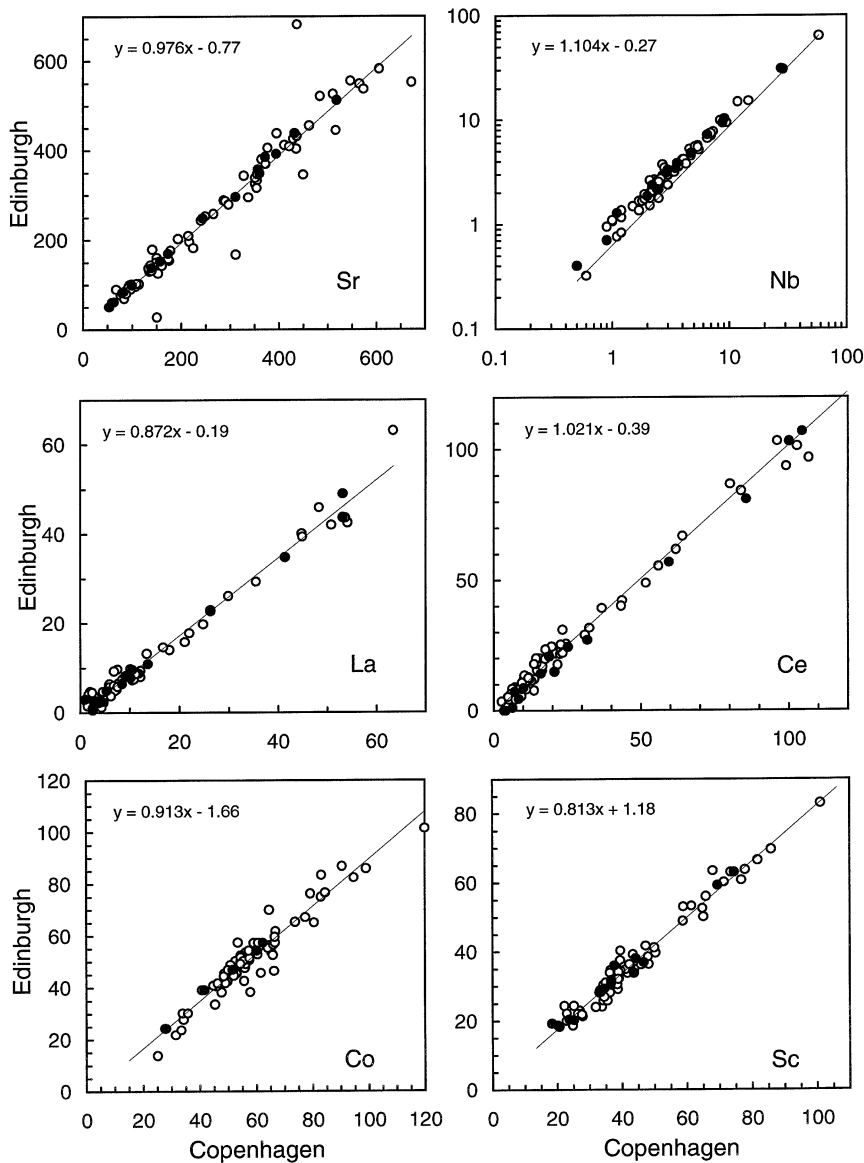 y = 0.976x - 0.77
Edinburgh
600
400
200
0
0 200 400 600
Sr
y = 1.104x - 0.27
100
10
1
0.1
0.1 1 10 100
Nb
y = 0.872x - 0.19
Edinburgh
60
40
20
0
0 20 40 60
La
y = 1.021x - 0.39
100
50
0
0 50 100
Ce
y = 0.913x - 1.66
Edinburgh
120
100
80
60
40
20
0
0 20 40 60 80 100 120
Co
Copenhagen
y = 0.813x + 1.18
80
60
40
20
0
0 20 40 60 80 100
Sc
Copenhagen